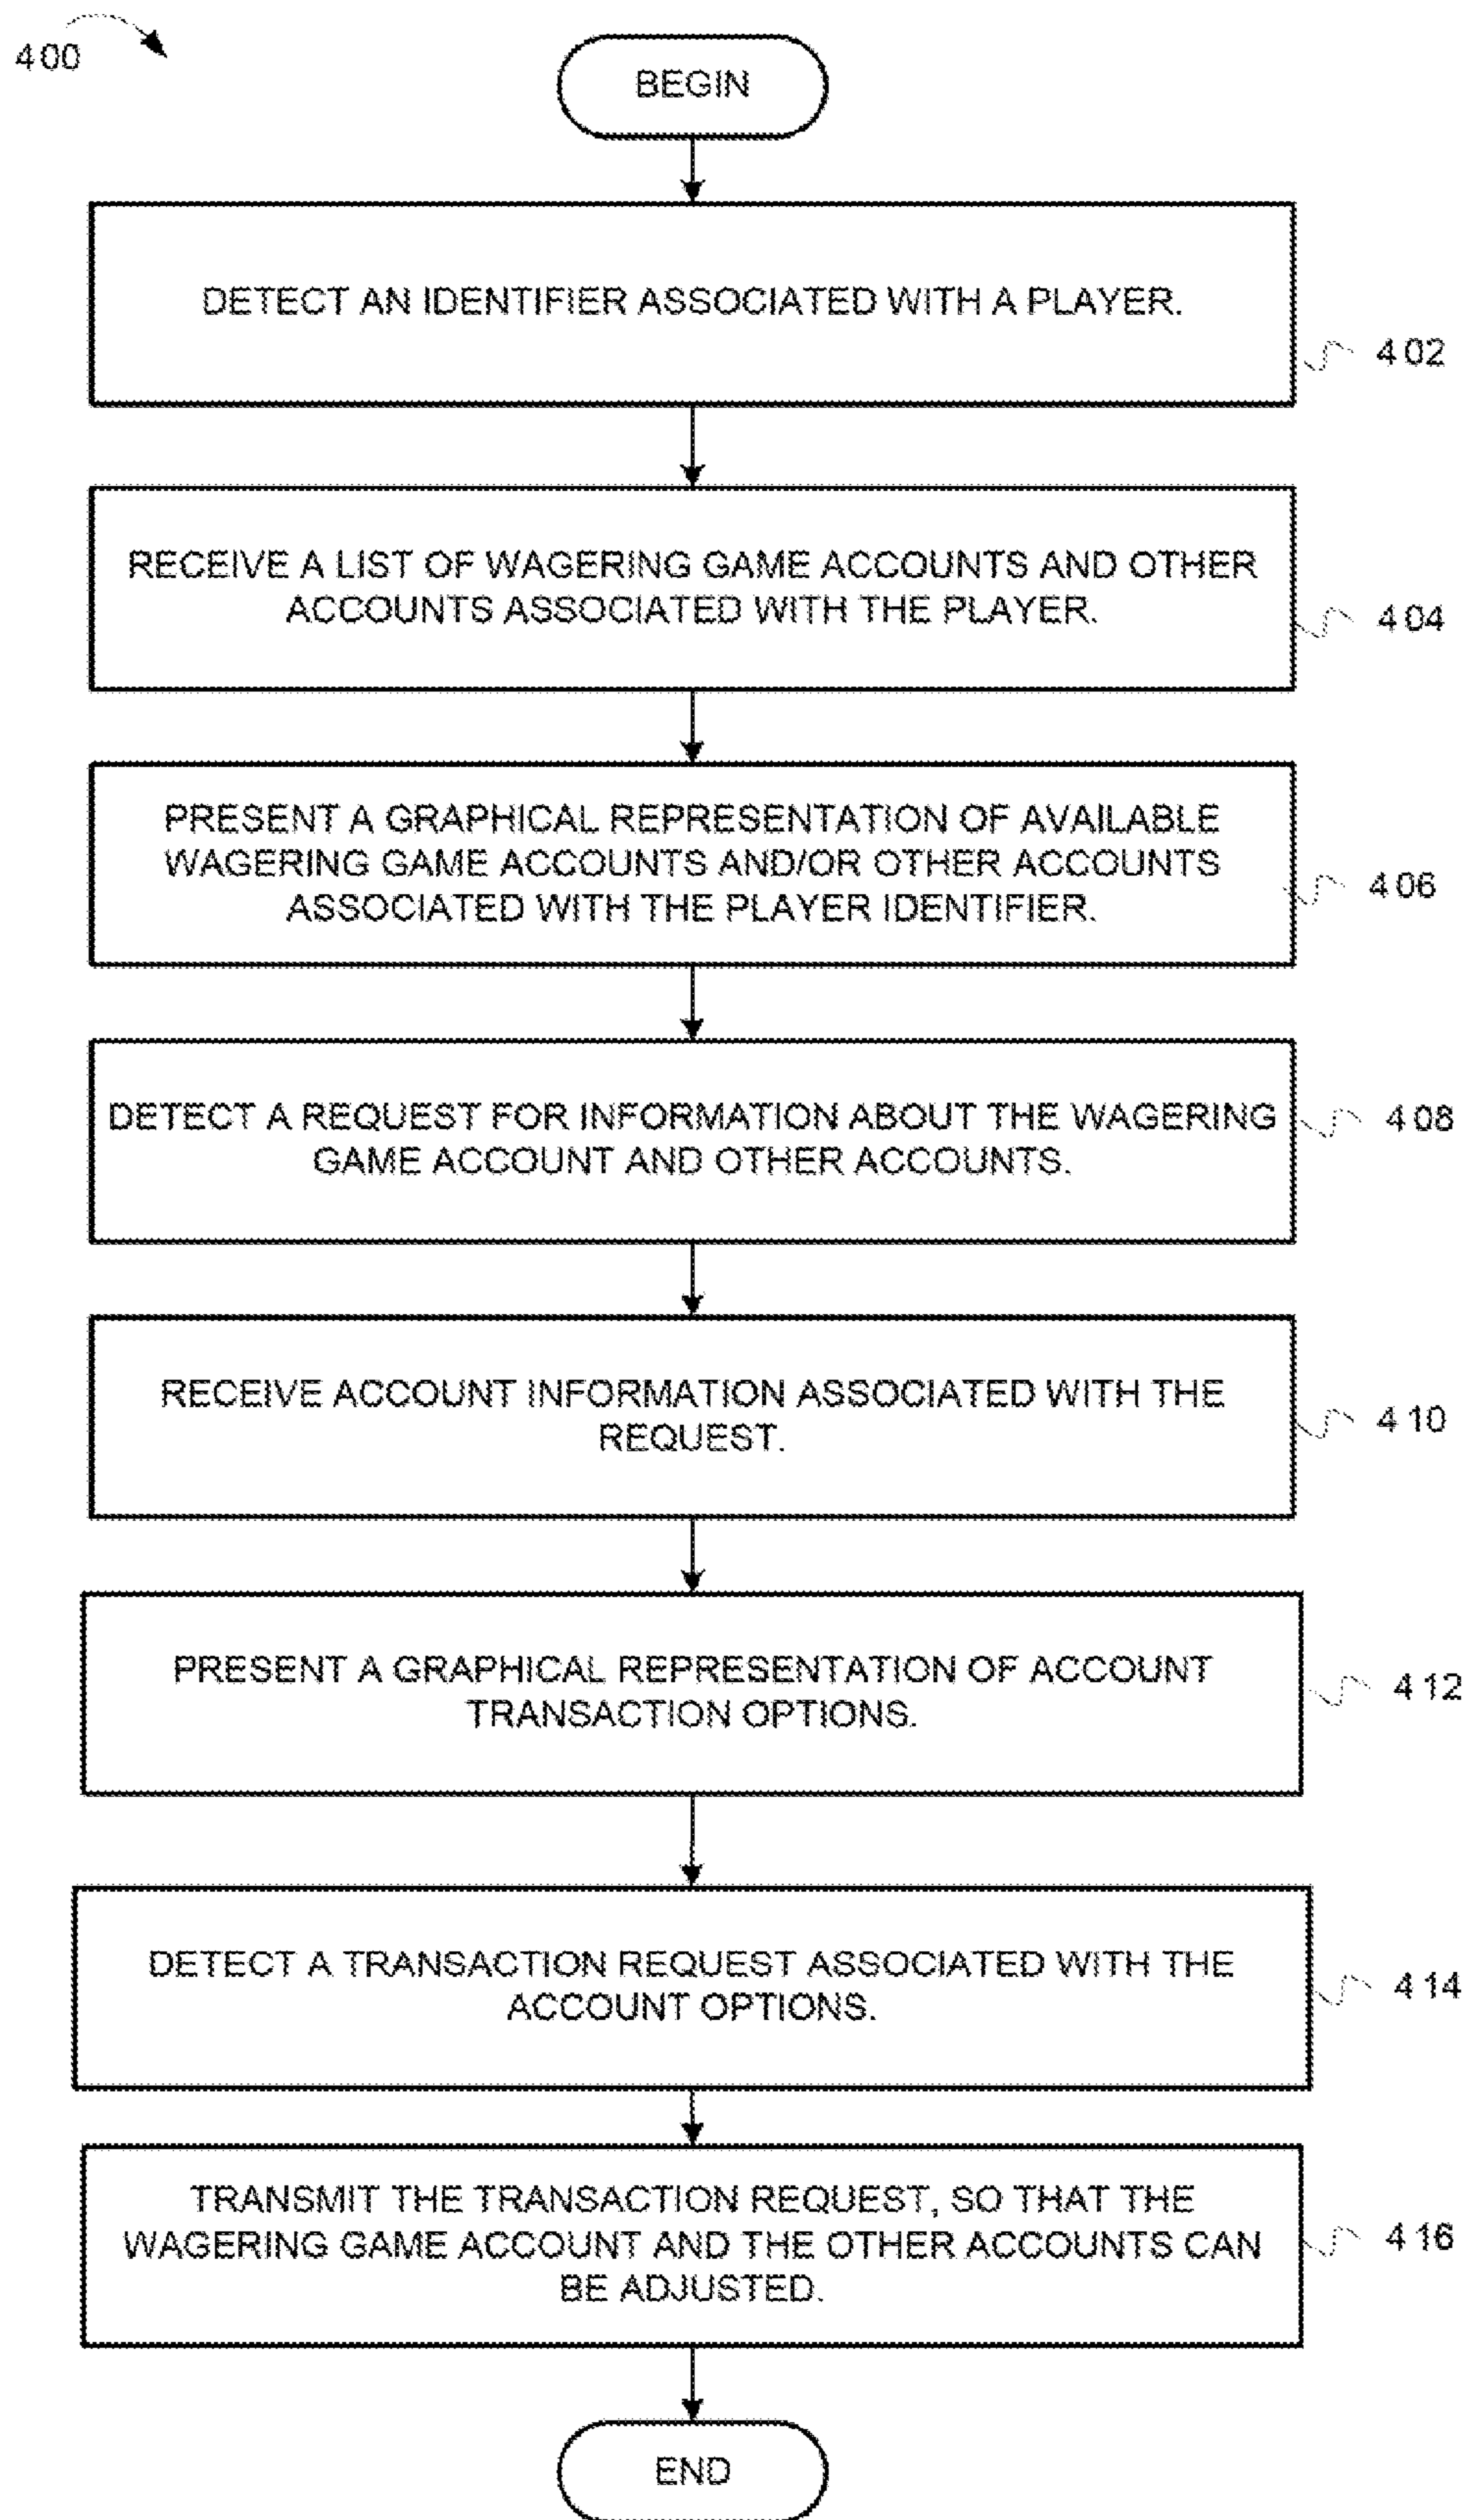 400
BEGIN
DETECT AN IDENTIFIER ASSOCIATED WITH A PLAYER.
402
RECEIVE A LIST OF WAGERING GAME ACCOUNTS AND OTHER
ACCOUNTS ASSOCIATED WITH THE PLAYER.
404
PRESENT A GRAPHICAL REPRESENTATION OF AVAILABLE
WAGERING GAME ACCOUNTS AND/OR OTHER ACCOUNTS
ASSOCIATED WITH THE PLAYER IDENTIFIER.
406
DETECT A REQUEST FOR INFORMATION ABOUT THE WAGERING
GAME ACCOUNT AND OTHER ACCOUNTS.
408
RECEIVE ACCOUNT INFORMATION ASSOCIATED WITH THE
REQUEST.
410
PRESENT A GRAPHICAL REPRESENTATION OF ACCOUNT
TRANSACTION OPTIONS.
412
DETECT A TRANSACTION REQUEST ASSOCIATED WITH THE
ACCOUNT OPTIONS.
414
TRANSMIT THE TRANSACTION REQUEST, SO THAT THE
WAGERING GAME ACCOUNT AND THE OTHER ACCOUNTS CAN
BE ADJUSTED.
416
END